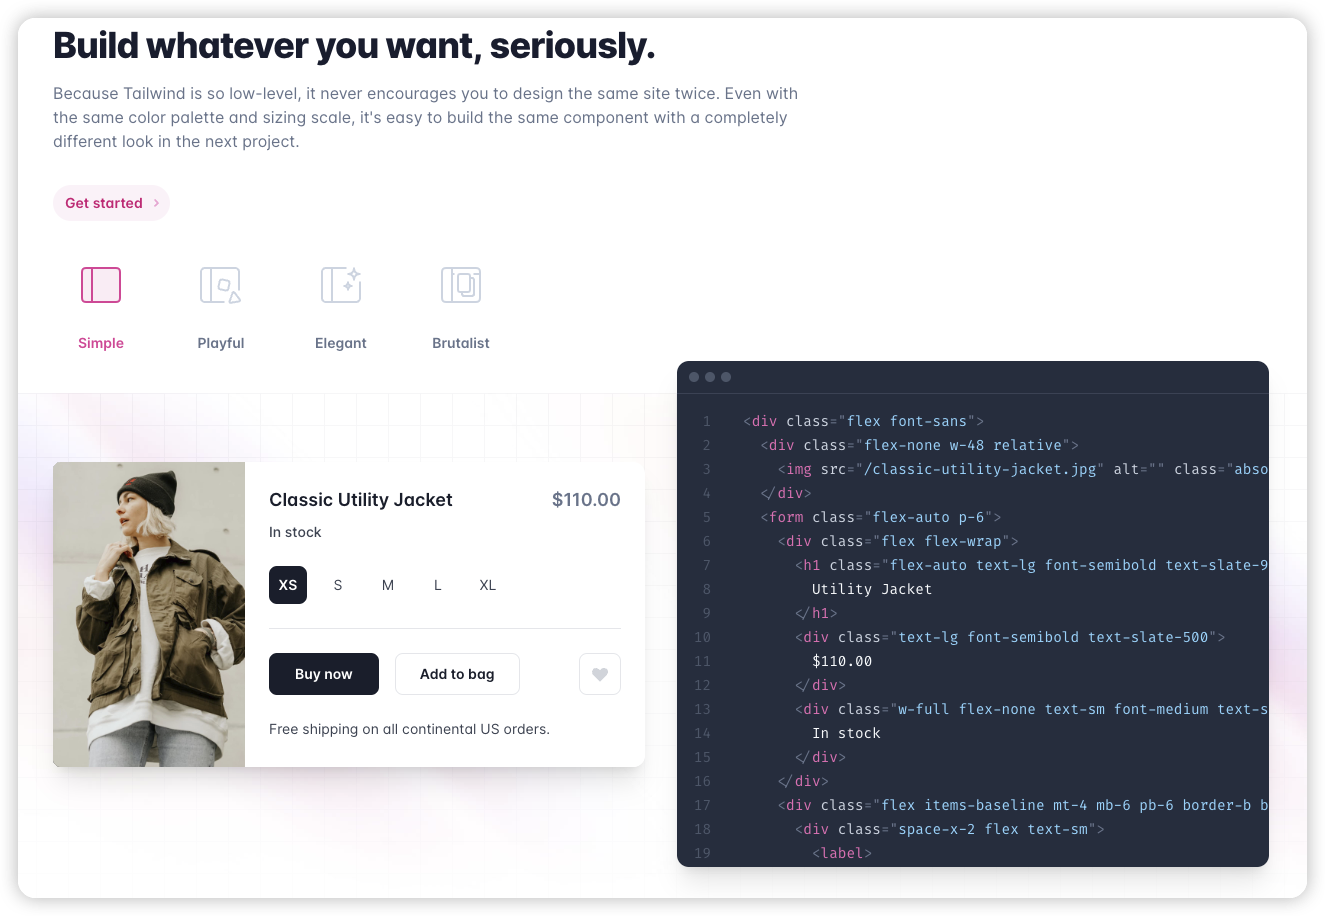 Build whatever you want, seriously.
Because Tailwind is so low-level, it never encourages you to design the same site twice. Even with
the same color palette and sizing scale, it's easy to build the same component with a completely
different look in the next project.
Get started
Simple
Playful
Elegant
Brutalist
Classic Utility Jacket
$110.00
In stock
XS
S
M
L
XL
Buy now
Add to bag
Free shipping on all continental US orders.
1 <div class="flex font-sans">
2 <div class="flex-none w-48 relative">
3 <img src="/classic-utility-jacket.jpg" alt="" class="abso
4 </div>
5 <form class="flex-auto p-6">
6 <div class="flex flex-wrap">
7 <h1 class="flex-auto text-lg font-semibold text-slate-9
8 Utility Jacket
9 </h1>
10 <div class="text-lg font-semibold text-slate-500">
11 $110.00
12 </div>
13 <div class="w-full flex-none text-sm font-medium text-s
14 In stock
15 </div>
16 </div>
17 <div class="flex items-baseline mt-4 mb-6 pb-6 border-b b
18 <div class="space-x-2 flex text-sm">
19 <label>